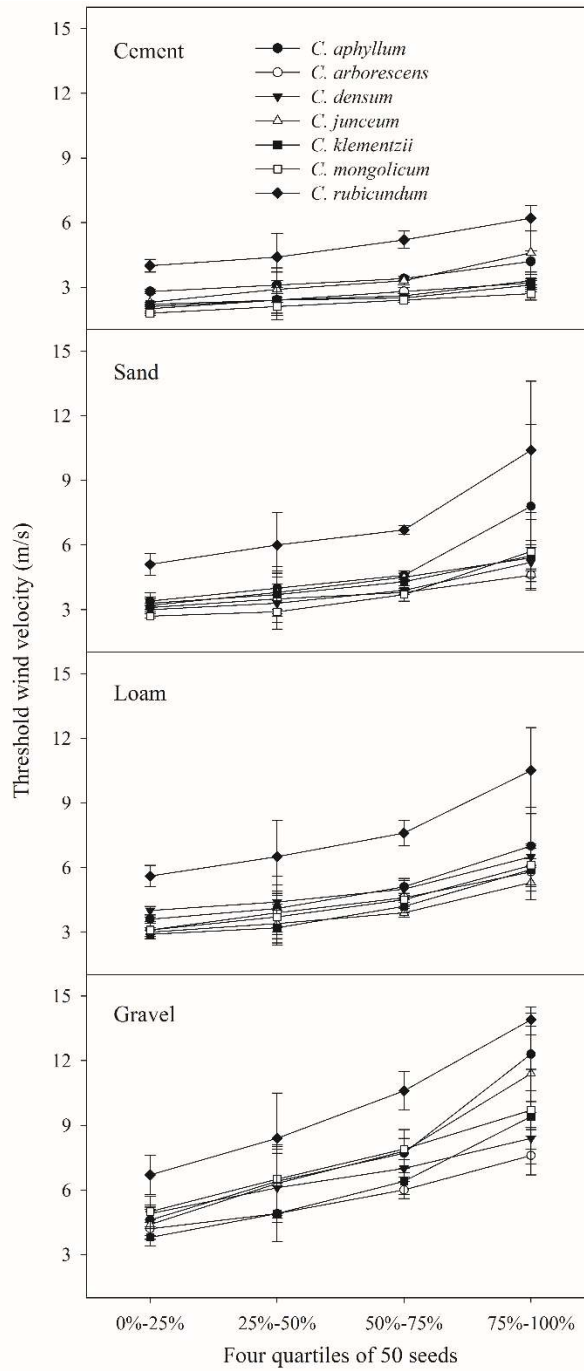 15
Cement
12
9
6
3
C. aphyllum
C. arborescens
C. densum
C. junceum
C. klementzii
C. mongolicum
C. rubicundum
15
Sand
12
9
6
3
15
Loam
12
9
6
3
15
Gravel
12
9
6
3
Threshold wind velocity (m/s)
0%-25% 25%-50% 50%-75% 75%-100%
Four quartiles of 50 seeds